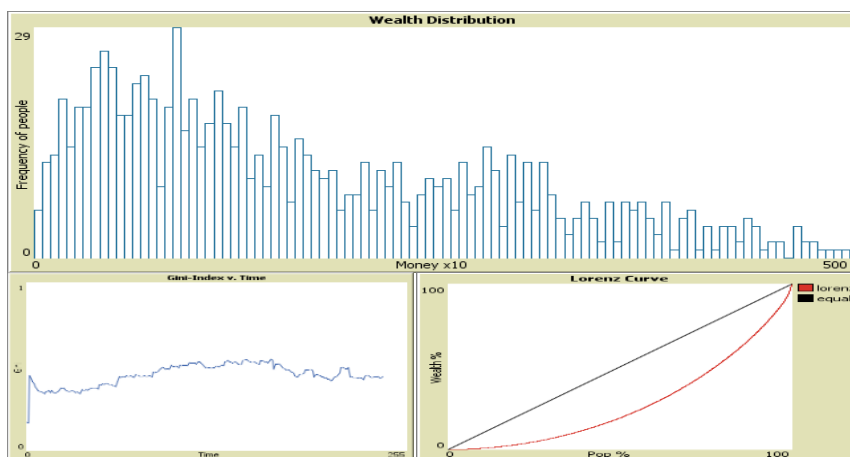 Wealth Distribution
29
Frequency of people
0
0
Money x10
500
Gini-Index v. Time
1
0
0
Time
255
Lorenz Curve
100
Wealth %
0
0
Pop %
100
lorenz
equal